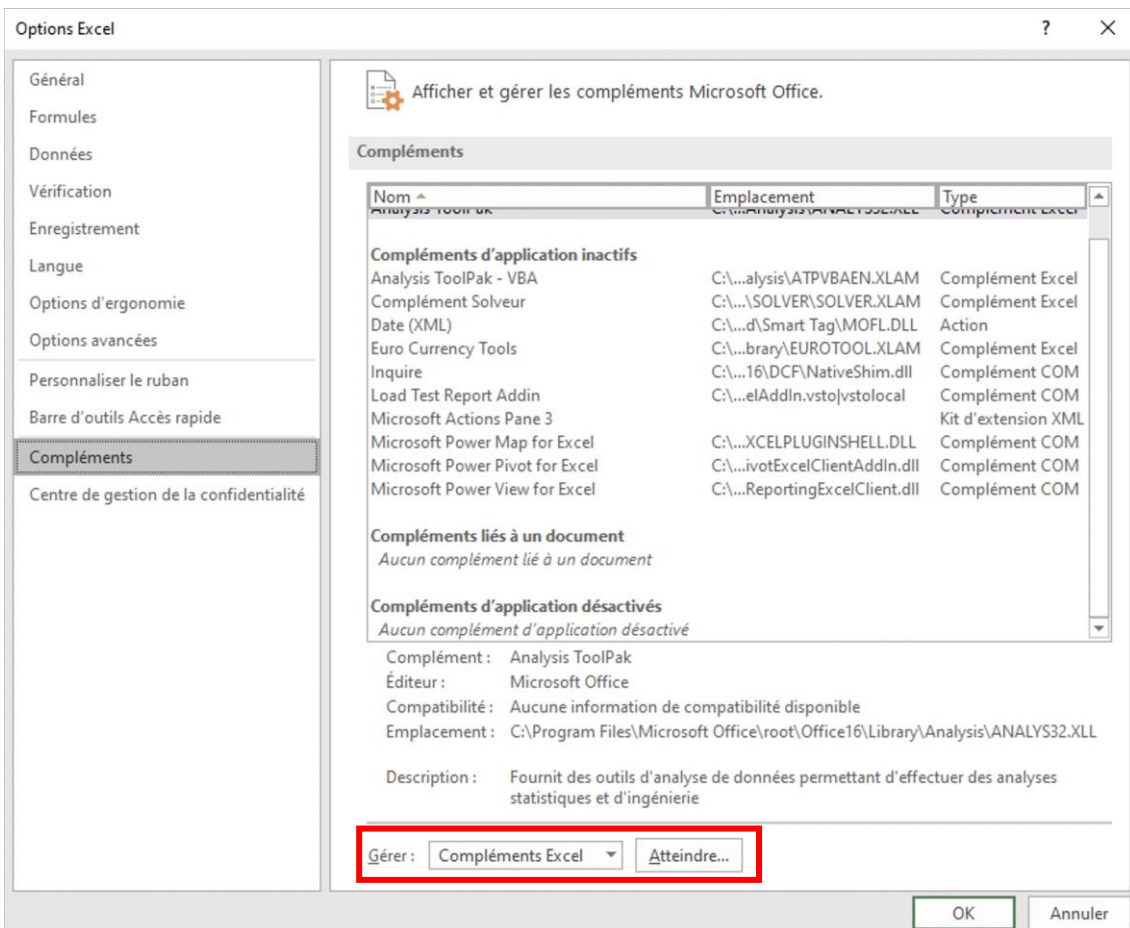 Options Excel ? ×
Général
Formules
Données
Vérification
Enregistrement
Langue
Options d'ergonomie
Options avancées
Personnaliser le ruban
Barre d'outils Accès rapide
Compléments
Centre de gestion de la confidentialité
Afficher et gérer les compléments Microsoft Office.
Compléments
Nom Emplacement Type
Analysis ToolPak C:\...Analysis\ANALYS32.XLL Complément Excel
Compléments d'application inactifs
Analysis ToolPak - VBA C:\...alysis\ATPVBAEN.XLAM Complément Excel
Complément Solveur C:\...\SOLVER\SOLVER.XLAM Complément Excel
Date (XML) C:\...d\Smart Tag\MOFL.DLL Action
Euro Currency Tools C:\...brary\EUROTOOL.XLAM Complément Excel
Inquire C:\...16\DCF\NativeShim.dll Complément COM
Load Test Report Addin C:\...elAddIn.vsto|vstolocal Complément COM
Microsoft Actions Pane 3 Kit d'extension XML
Microsoft Power Map for Excel C:\...XCELPLUGINSHELL.DLL Complément COM
Microsoft Power Pivot for Excel C:\...ivotExcelClientAddIn.dll Complément COM
Microsoft Power View for Excel C:\...ReportingExcelClient.dll Complément COM
Compléments liés à un document
Aucun complément lié à un document
Compléments d'application désactivés
Aucun complément d'application désactivé
Complément : Analysis ToolPak
Éditeur : Microsoft Office
Compatibilité : Aucune information de compatibilité disponible
Emplacement : C:\Program Files\Microsoft Office\root\Office16\Library\Analysis\ANALYS32.XLL
Description : Fournit des outils d'analyse de données permettant d'effectuer des analyses
statistiques et d'ingénierie
Gérer : Compléments Excel Atteindre...
OK Annuler